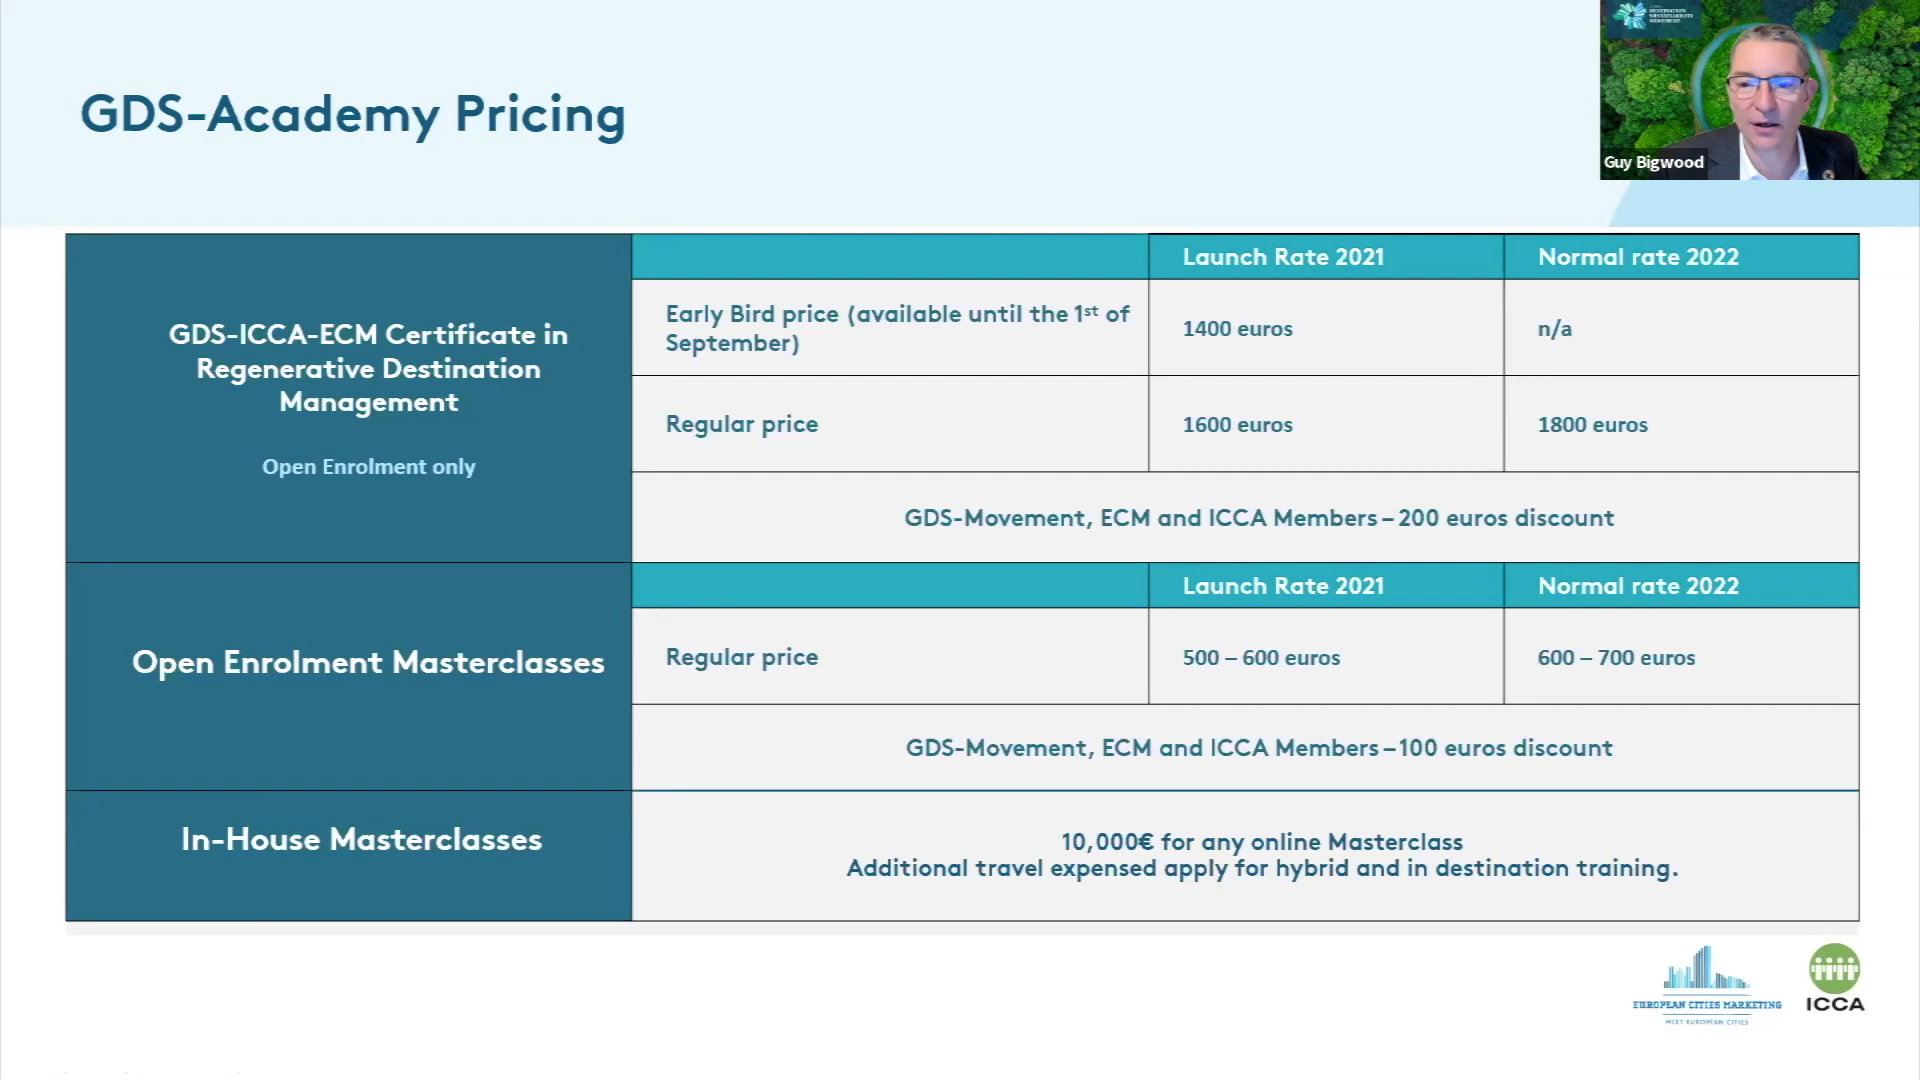 GDS-Academy Pricing
DESTINATION
SUSTAINABILITY
MOVEMENT
Guy Bigwood
Launch Rate 2021
Normal rate 2022
GDS-ICCA-ECM Certificate in
Regenerative Destination
Management
Open Enrolment only
Early Bird price (available until the 1st of
September)
1400 euros
n/a
Regular price
1600 euros
1800 euros
GDS-Movement, ECM and ICCA Members – 200 euros discount
Launch Rate 2021
Normal rate 2022
Open Enrolment Masterclasses
Regular price
500 – 600 euros
600 – 700 euros
GDS-Movement, ECM and ICCA Members – 100 euros discount
In-House Masterclasses
10,000€ for any online Masterclass
Additional travel expensed apply for hybrid and in destination training.
EUROPEAN CITIES MARKETING
MEET EUROPEAN CITIES
ICCA